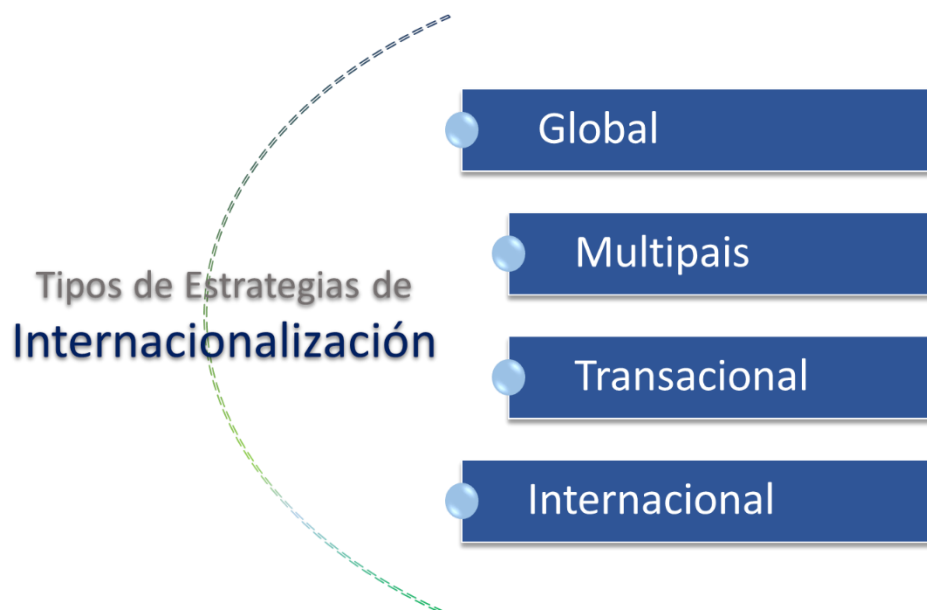 Tipos de Estrategias de
Internacionalización
Global
Multipais
Transacional
Internacional